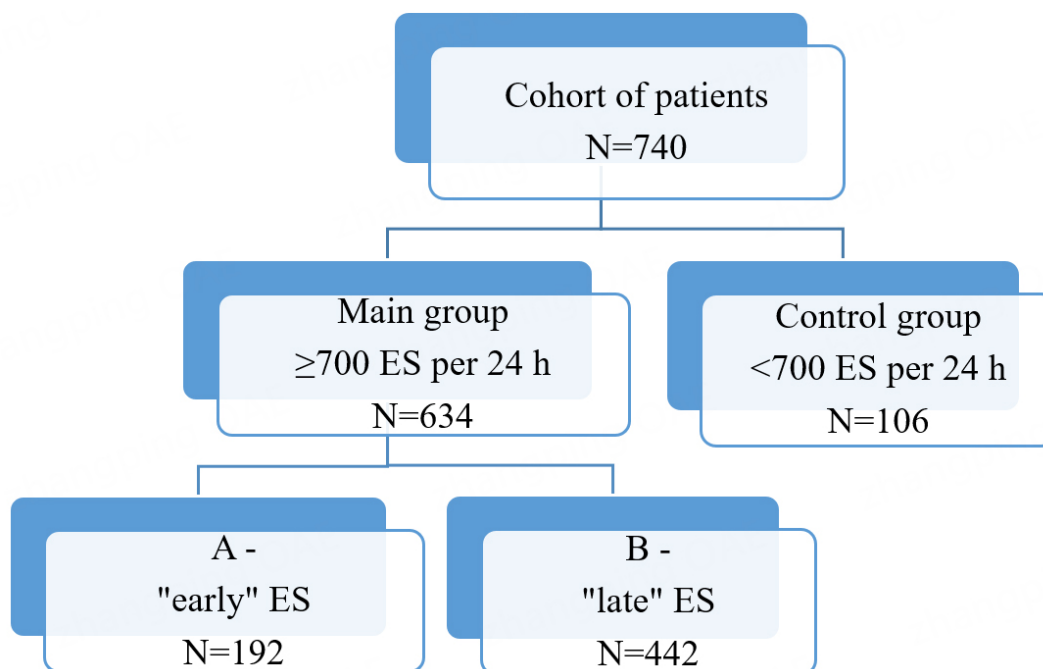 Cohort of patients
N=740
Main group
≥700 ES per 24 h
N=634
Control group
<700 ES per 24 h
N=106
A -
"early" ES
N=192
B -
"late" ES
N=442